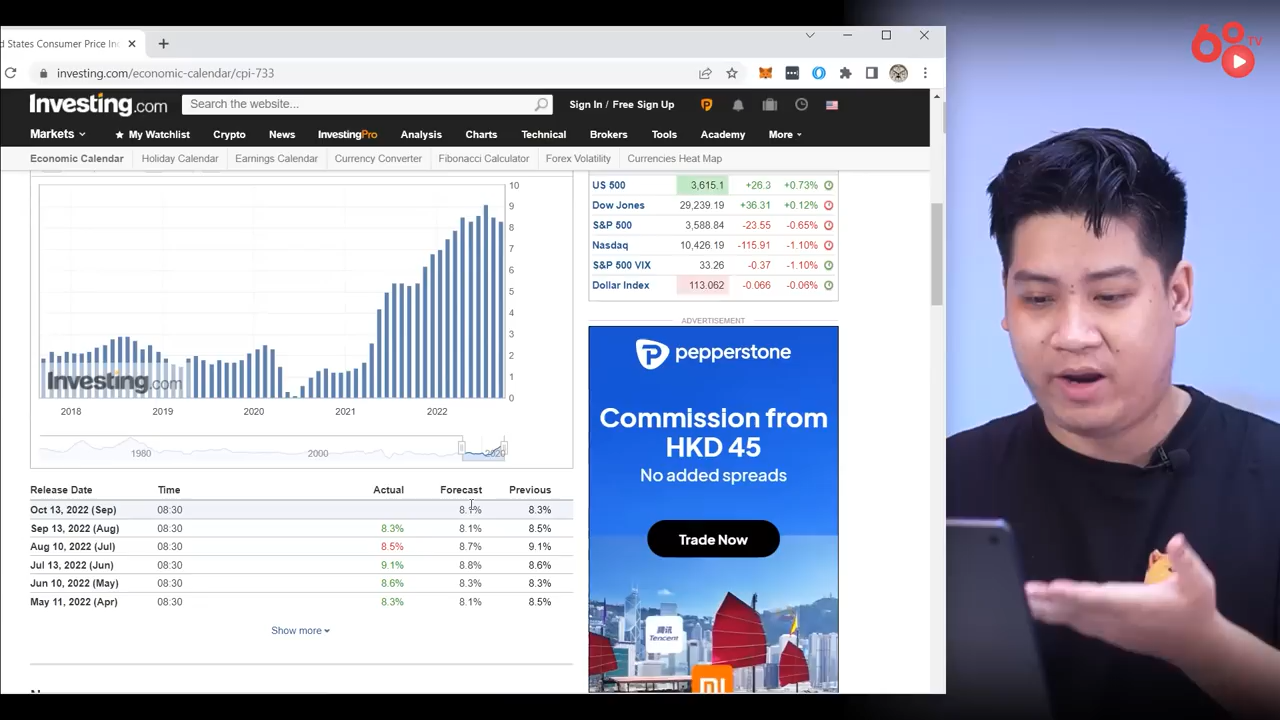 d States Consumer Price In
investing.com/economic-calendar/cpi-733
Investing.com
Search the website...
Sign In / Free Sign Up
Markets
My Watchlist
Crypto
News
InvestingPro
Analysis
Charts
Technical
Brokers
Tools
Academy
More
Economic Calendar
Holiday Calendar
Earnings Calendar
Currency Converter
Fibonacci Calculator
Forex Volatility
Currencies Heat Map
10
9
8
7
6
5
4
3
2
1
0
Investing.com
2018 2019 2020 2021 2022
1980 2000 2020
Release Date Time Actual Forecast Previous
Oct 13, 2022 (Sep) 08:30 8.1% 8.3%
Sep 13, 2022 (Aug) 08:30 8.3% 8.1% 8.5%
Aug 10, 2022 (Jul) 08:30 8.5% 8.7% 9.1%
Jul 13, 2022 (Jun) 08:30 9.1% 8.8% 8.6%
Jun 10, 2022 (May) 08:30 8.6% 8.3% 8.3%
May 11, 2022 (Apr) 08:30 8.3% 8.1% 8.5%
Show more
US 500 3,615.1 +26.3 +0.73%
Dow Jones 29,239.19 +36.31 +0.12%
S&P 500 3,588.84 -23.55 -0.65%
Nasdaq 10,426.19 -115.91 -1.10%
S&P 500 VIX 33.26 -0.37 -1.10%
Dollar Index 113.062 -0.066 -0.06%
ADVERTISEMENT
pepperstone
Commission from
HKD 45
No added spreads
Trade Now
腾讯
Tencent
68
TV